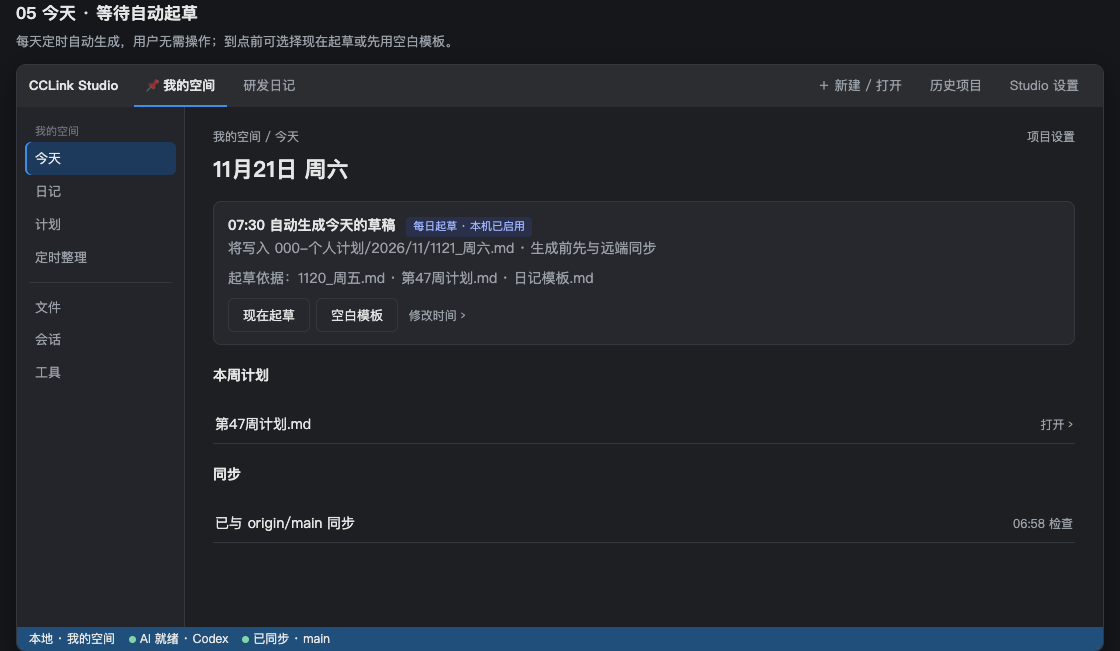 05 今天 · 等待自动起草
每天定时自动生成，用户无需操作；到点前可选择现在起草或先用空白模板。
CCLink Studio 📌 我的空间 研发日记 + 新建 / 打开 历史项目 Studio 设置
我的空间
今天
日记
计划
定时整理
文件
会话
工具
我的空间 / 今天 项目设置
11月21日 周六
07:30 自动生成今天的草稿 每日起草 · 本机已启用
将写入 000-个人计划/2026/11/1121_周六.md · 生成前先与远端同步
起草依据：1120_周五.md · 第47周计划.md · 日记模板.md
现在起草 空白模板 修改时间 ›
本周计划
第47周计划.md 打开 ›
同步
已与 origin/main 同步 06:58 检查
本地 · 我的空间 ● AI 就绪 · Codex ● 已同步 · main